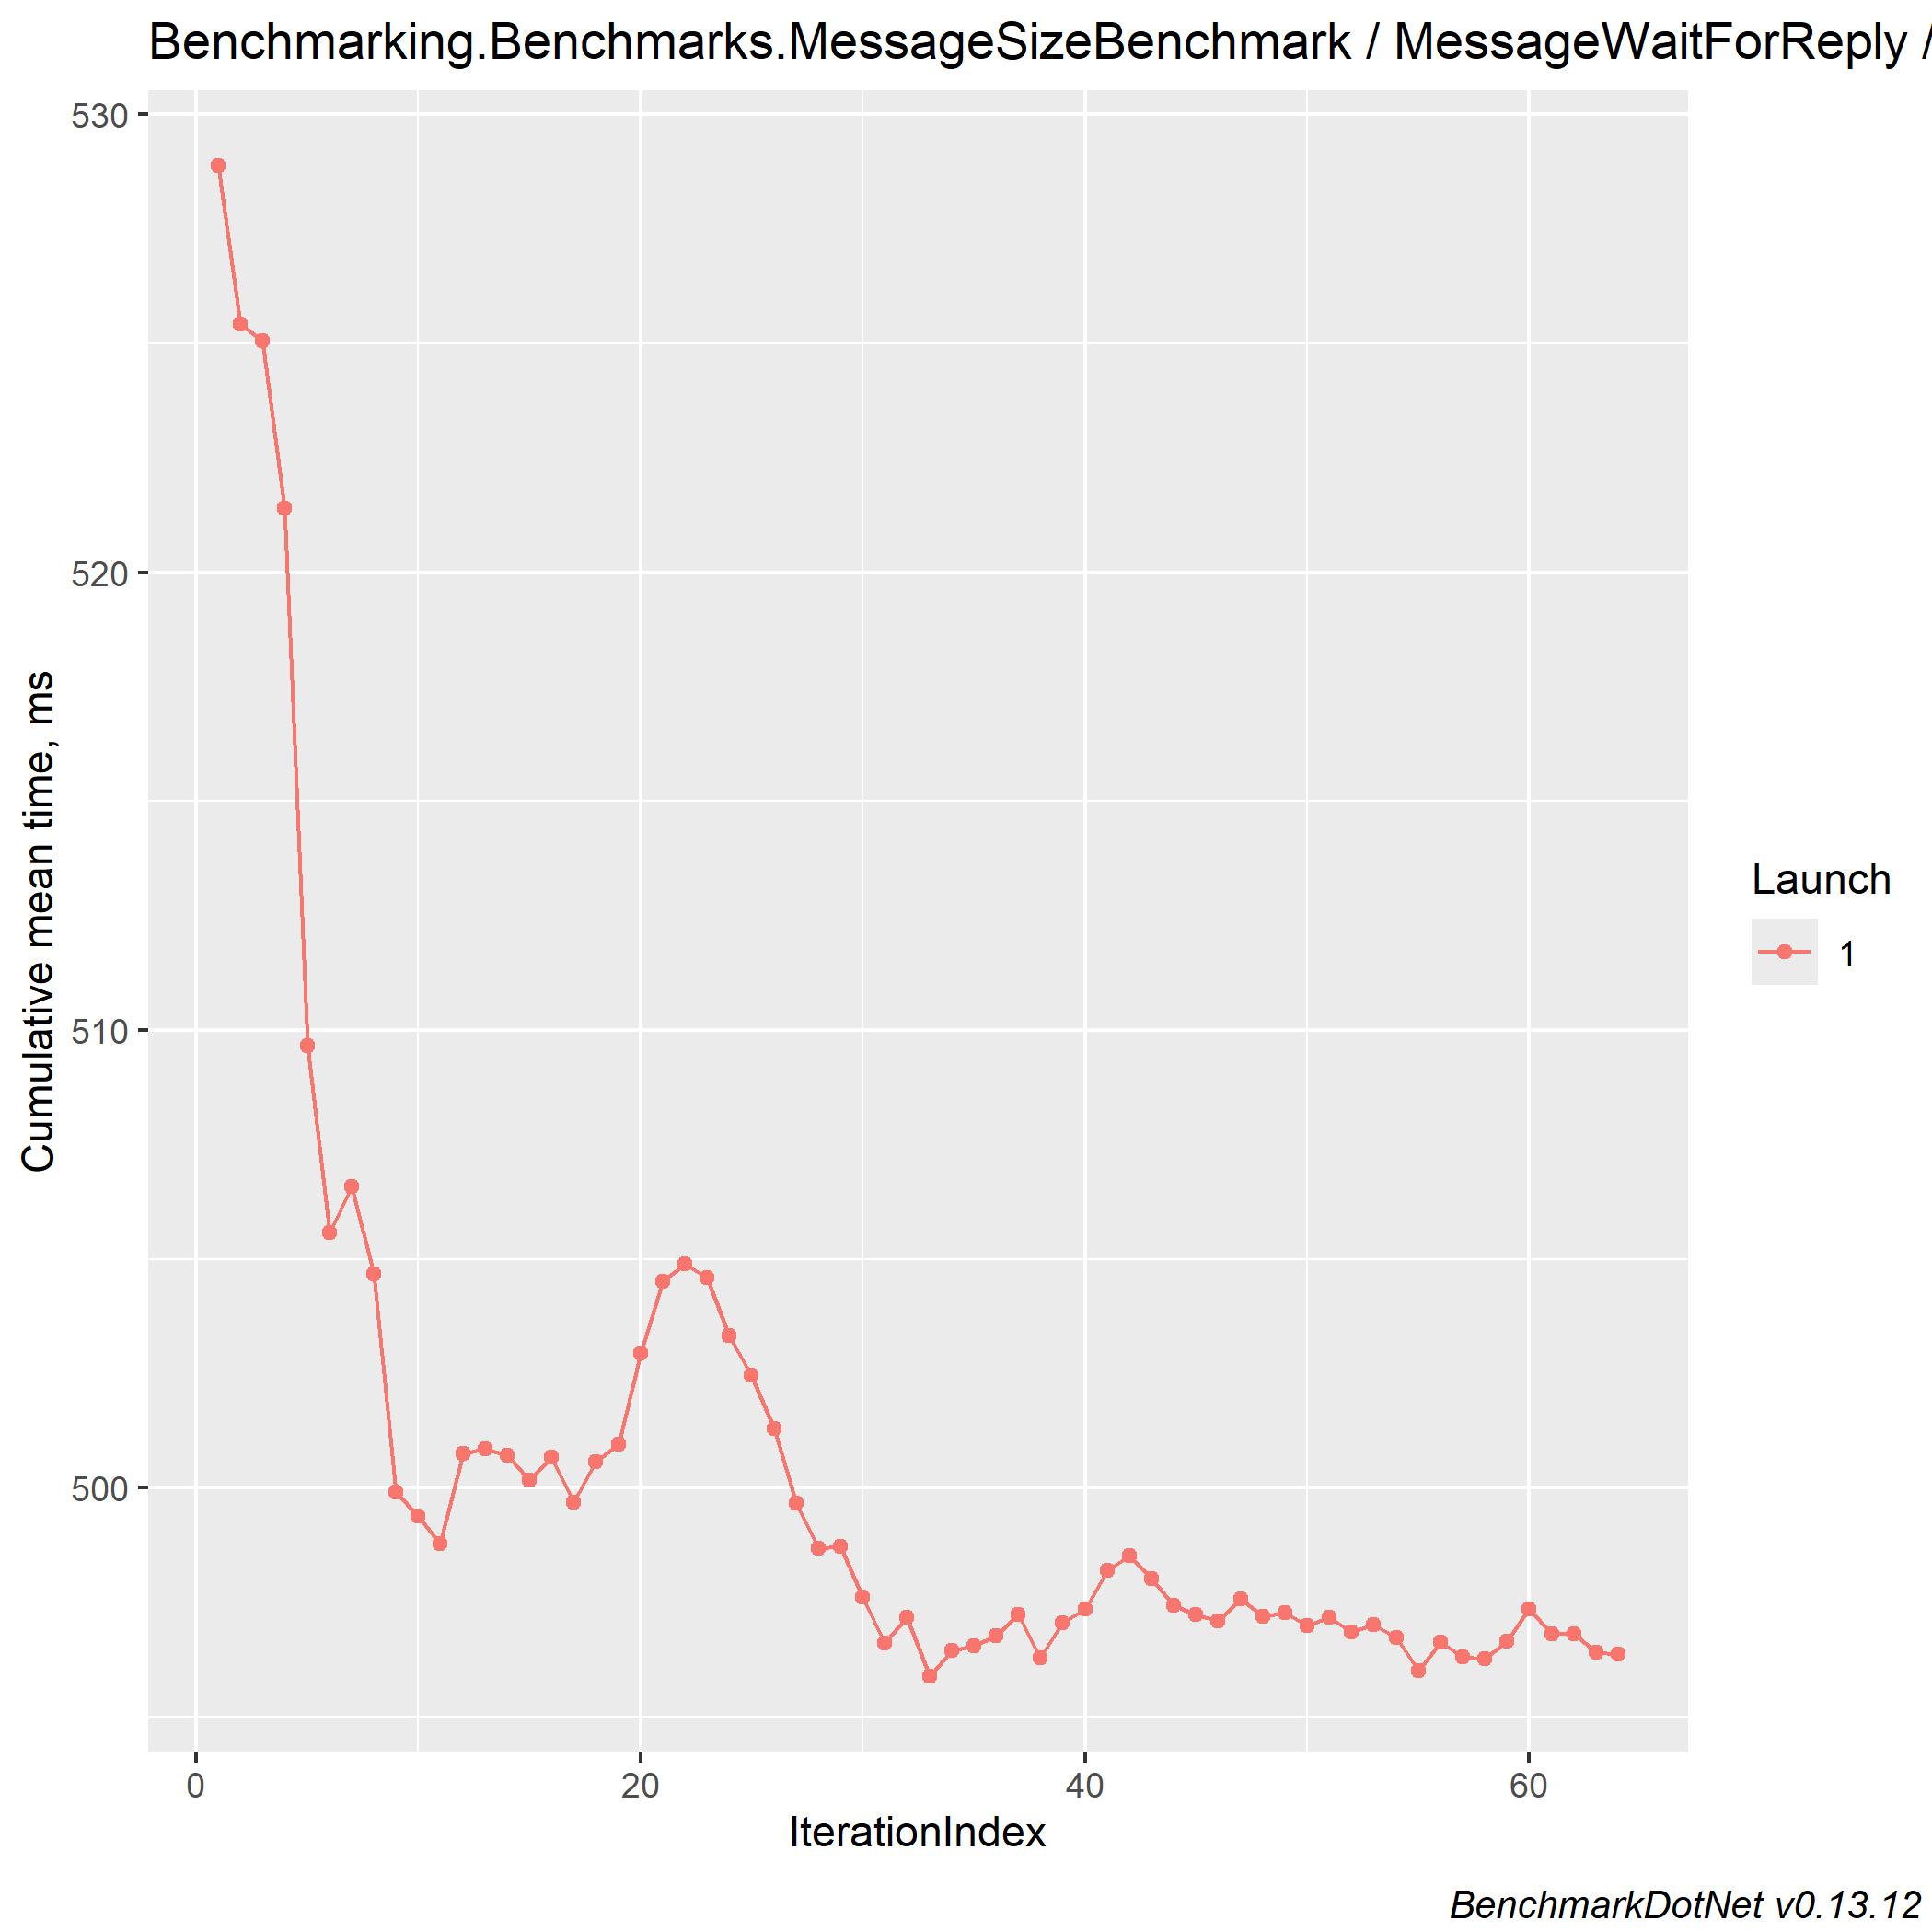 Benchmarking.Benchmarks.MessageSizeBenchmark / MessageWaitForReply /
530
520
510
500
Cumulative mean time, ms
0 20 40 60
IterationIndex
Launch
1
BenchmarkDotNet v0.13.12